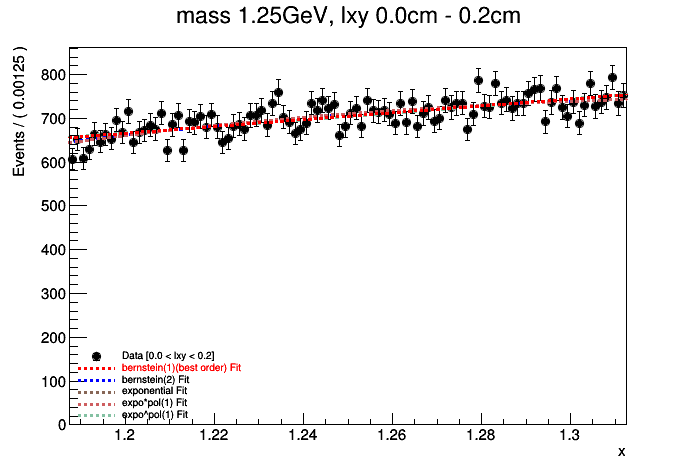 mass 1.25GeV, lxy 0.0cm - 0.2cm
Events / ( 0.00125 )
800
700
600
500
400
300
200
100
0
Data [0.0 < lxy < 0.2]
bernstein(1)(best order) Fit
bernstein(2) Fit
exponential Fit
expo*pol(1) Fit
expo^pol(1) Fit
1.2
1.22
1.24
1.26
1.28
1.3
x